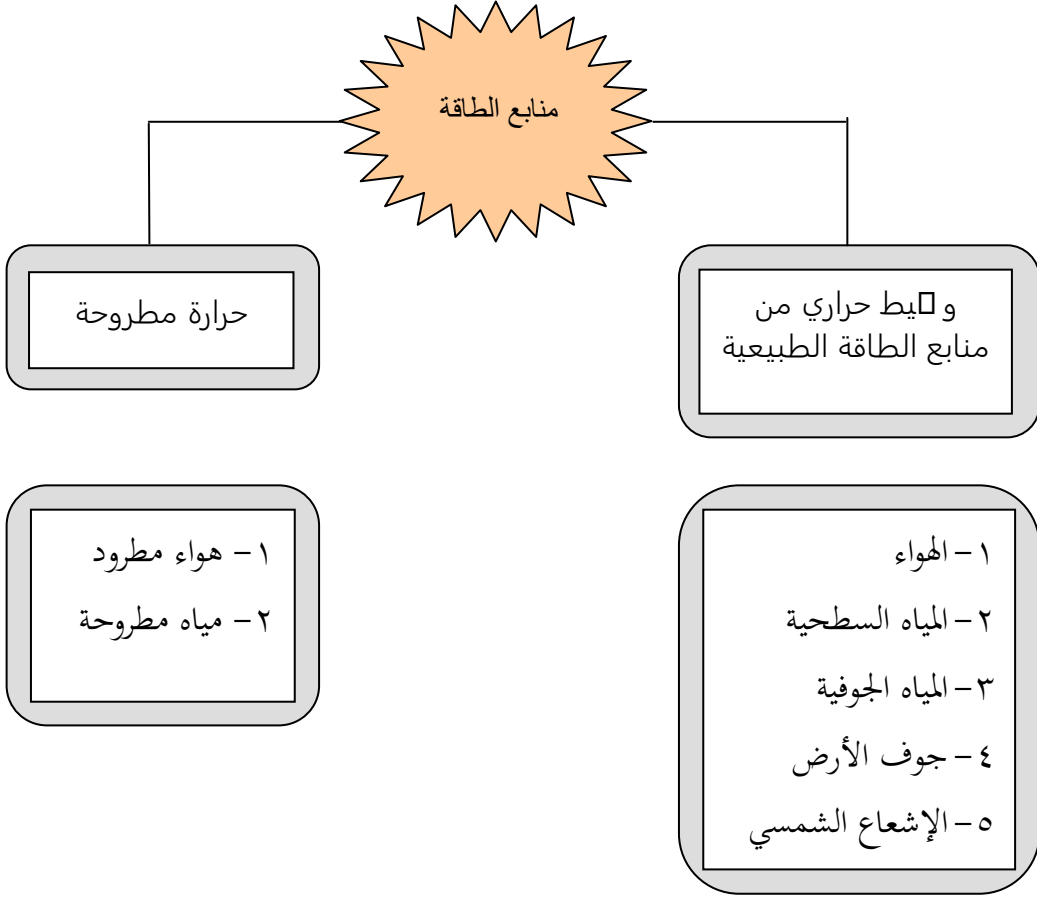 منابع الطاقة
حراري من
منابع الطاقة الطبيعية
حرارة مطروحة
١- الهواء
٢- المياه السطحية
٣- المياه الجوفية
٤- جوف الأرض
٥- الإشعاع الشمسي
١- هواء مطرود
٢- مياه مطروحة